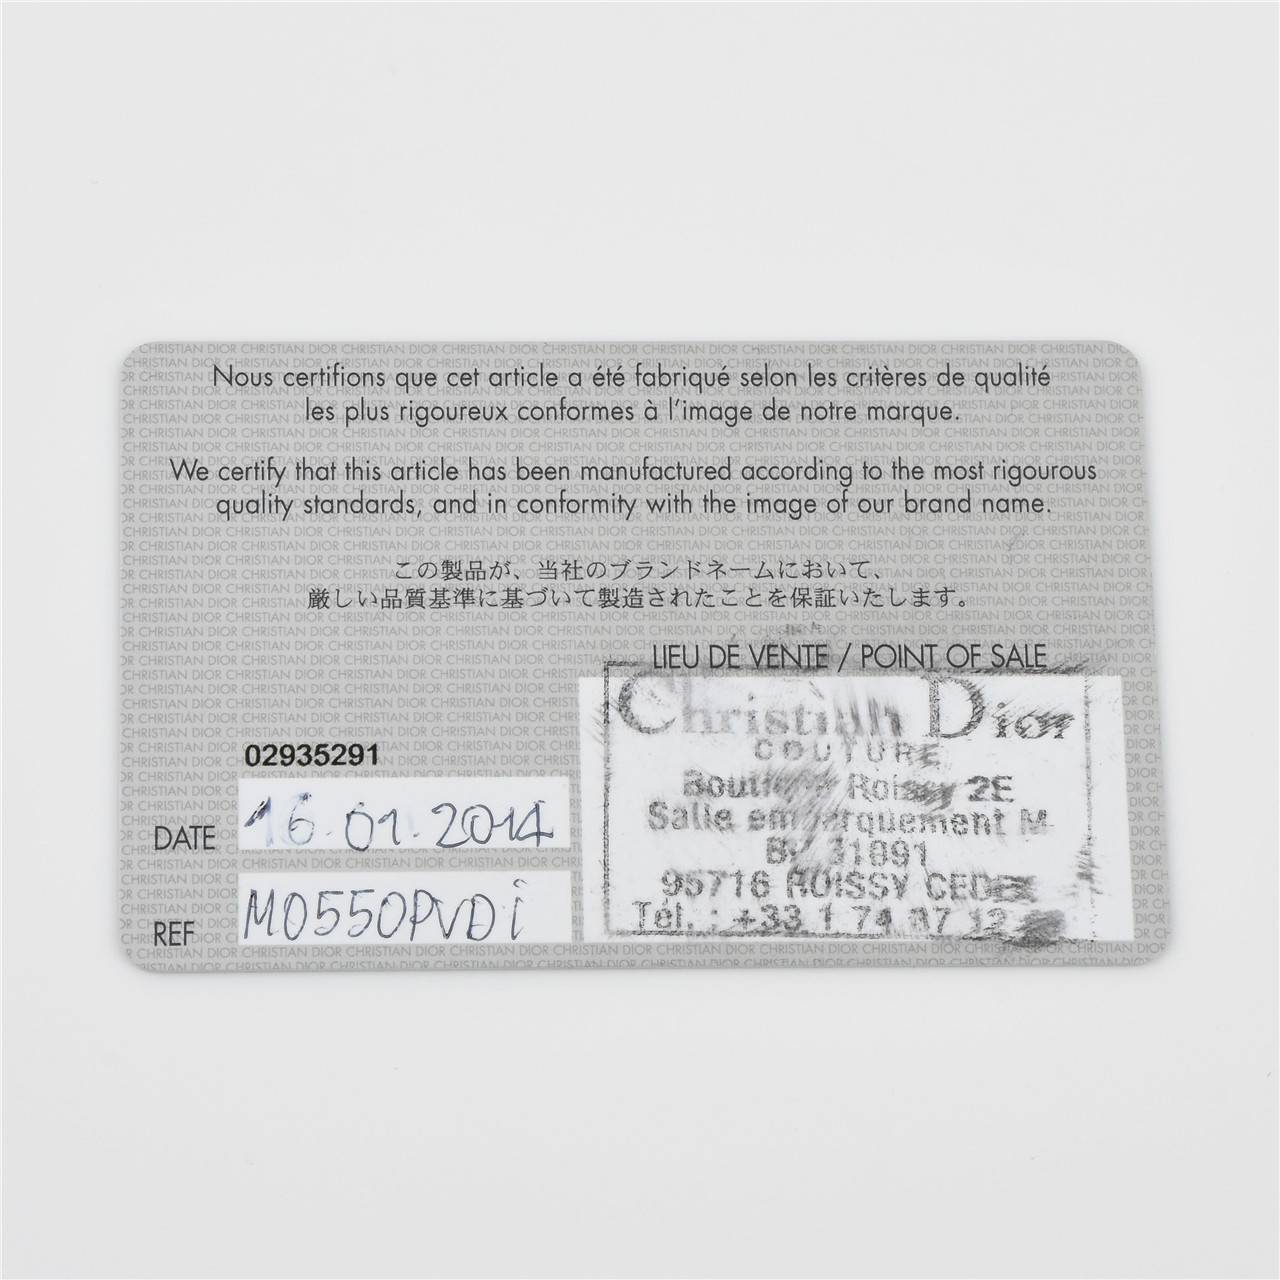 Nous certifions que cet article a été fabriqué selon les critères de qualité
les plus rigoureux conformes à l'image de notre marque.
We certify that this article has been manufactured according to the most rigourous
quality standards, and in conformity with the image of our brand name.
この製品が、当社のブランドネームにおいて、
厳しい品質基準に基づいて製造されたことを保証いたします。
LIEU DE VENTE / POINT OF SALE
Christian Dior
COUTURE
Boutique Roissy 2E
Salle embarquement M
95716 ROISSY CEDEX
Tél. : +33 1 74 37 12
02935291
DATE 16.01.2014
REF M0550PVDi